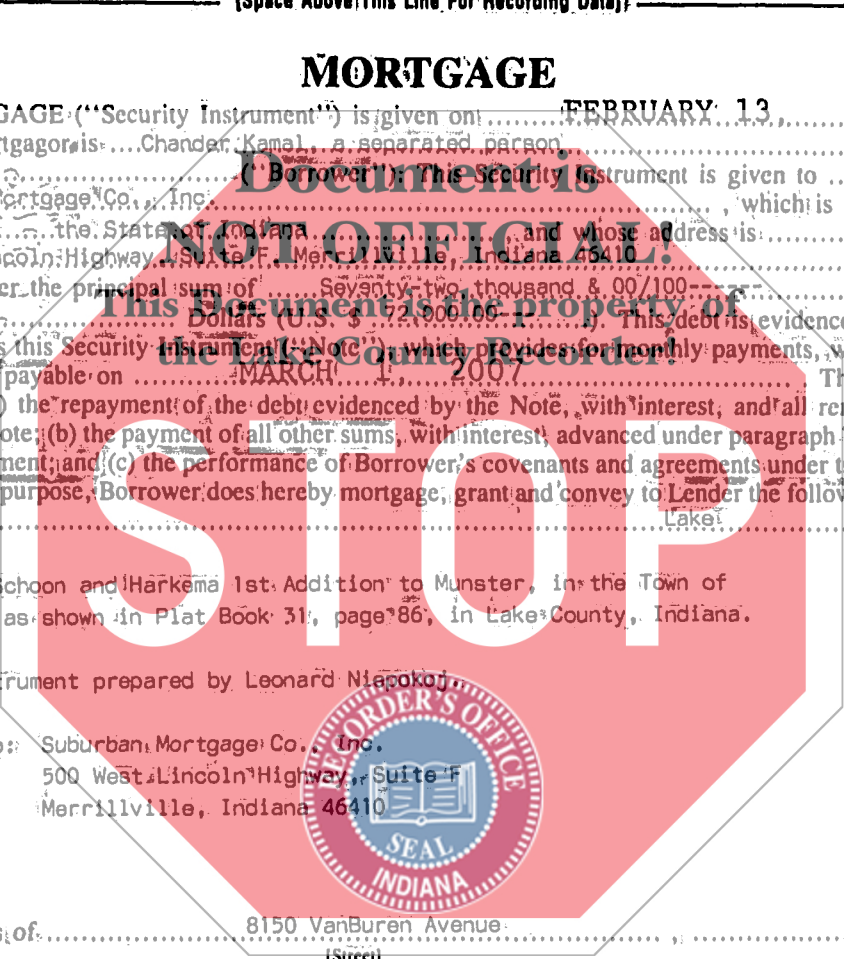 (Space Above This Line For Recording Data)
MORTGAGE
GAGE ("Security Instrument") is given on ........ FEBRUARY 13, ........
rtgagor is .... Chander Kamal, a separated person ........
........ ("Borrower"). This Security Instrument is given to ..
ortgage Co., Inc. ........ , which is
.... the State of Indiana ........ , and whose address is ........
ncoln Highway, Suite F, Merrillville, Indiana 46410 ........
er the principal sum of ........ Seventy-two thousand & 00/100------
........ Dollars (U.S. $ 72,000.00------ ). This debt is evidence
s this Security Instrument ("Note"), which provides for monthly payments, w
payable on ........ MARCH 1, 2007 ........ Th
) the repayment of the debt evidenced by the Note, with interest, and all re
ote; (b) the payment of all other sums, with interest, advanced under paragraph
ment; and (c) the performance of Borrower's covenants and agreements under t
purpose, Borrower does hereby mortgage, grant and convey to Lender the follow
........ Lake ........
Document is
NOT OFFICIAL!
This Document is the property of
the Lake County Recorder!
STOP
choon and Harkema 1st Addition to Munster, in the Town of
as shown in Plat Book 31, page 86, in Lake County, Indiana.
trument prepared by Leonard Niepokoj.
o: Suburban Mortgage Co., Inc.
500 West Lincoln Highway, Suite F
Merrillville, Indiana 46410
RECORDER'S OFFICE
SEAL
INDIANA
s of ........ 8150 VanBuren Avenue ........ ,
[Street]